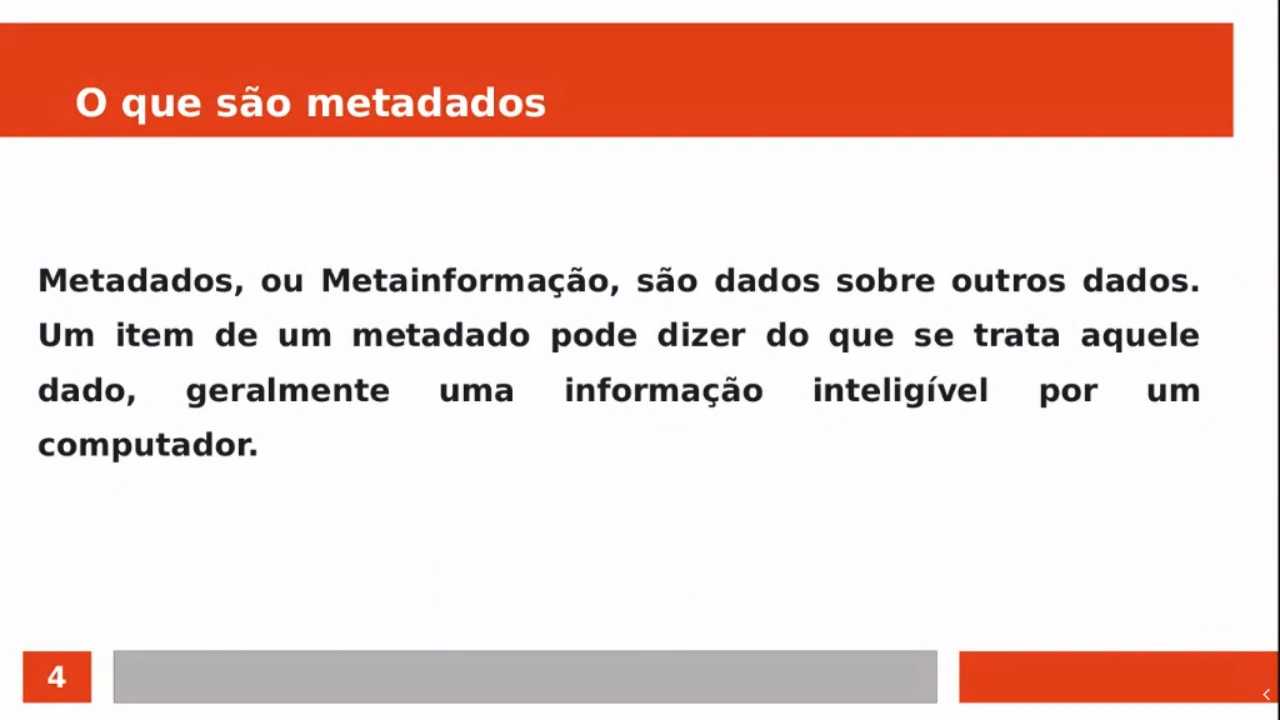 O que são metadados
Metadados, ou Metainformação, são dados sobre outros dados.
Um item de um metadado pode dizer do que se trata aquele
dado, geralmente uma informação inteligível por um
computador.
4